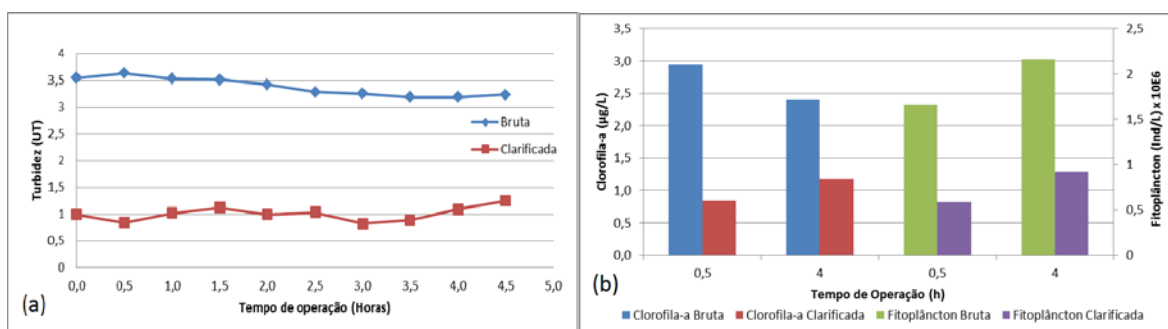 4
3,5
3
2,5
2
1,5
1
0,5
0
Turbidez (UT)
Bruta
Clarificada
0,0 0,5 1,0 1,5 2,0 2,5 3,0 3,5 4,0 4,5 5,0
Tempo de operação (Horas)
(a)
3,5
3,0
2,5
2,0
1,5
1,0
0,5
0,0
Clorofila-a (µg/L)
2,5
2
1,5
1
0,5
0
Fitoplâncton (Ind/L) x 10E6
0,5 4 0,5 4
Tempo de Operação (h)
(b)
Clorofila-a Bruta Clorofila-a Clarificada Fitoplâncton Bruta Fitoplâncton Clarificada